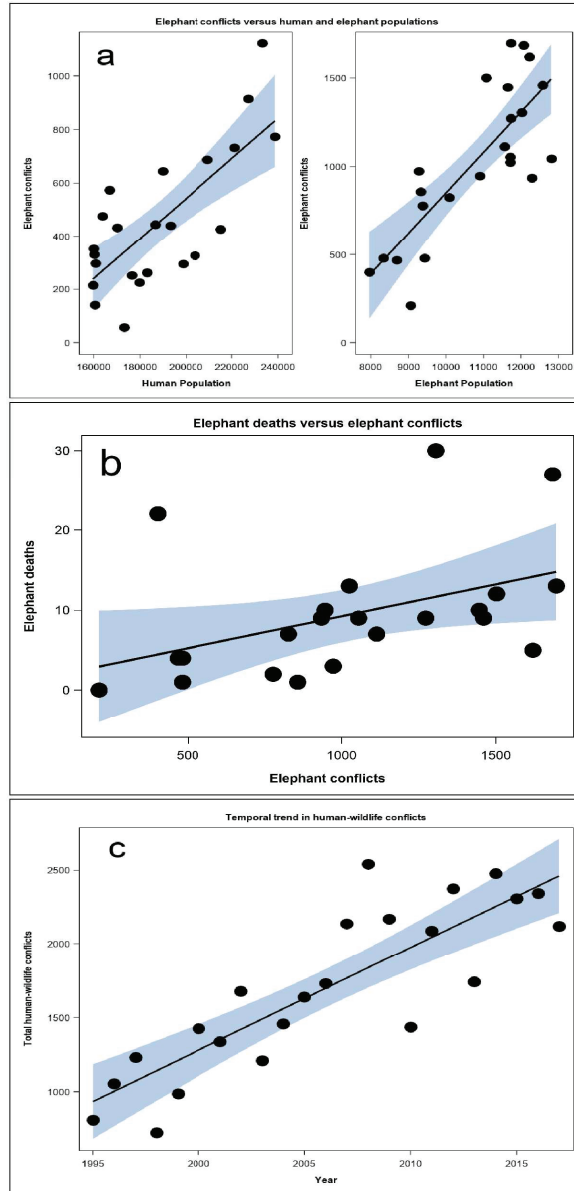 Elephant conflicts versus human and elephant populations
a
Elephant conflicts
1000
800
600
400
200
0
160000 180000 200000 220000 240000
Human Population
Elephant conflicts
1500
1000
500
0
8000 9000 10000 11000 12000 13000
Elephant Population
Elephant deaths versus elephant conflicts
b
Elephant deaths
30
20
10
0
500 1000 1500
Elephant conflicts
Temporal trend in human-wildlife conflicts
c
Total human-wildlife conflicts
2500
2000
1500
1000
1995 2000 2005 2010 2015
Year